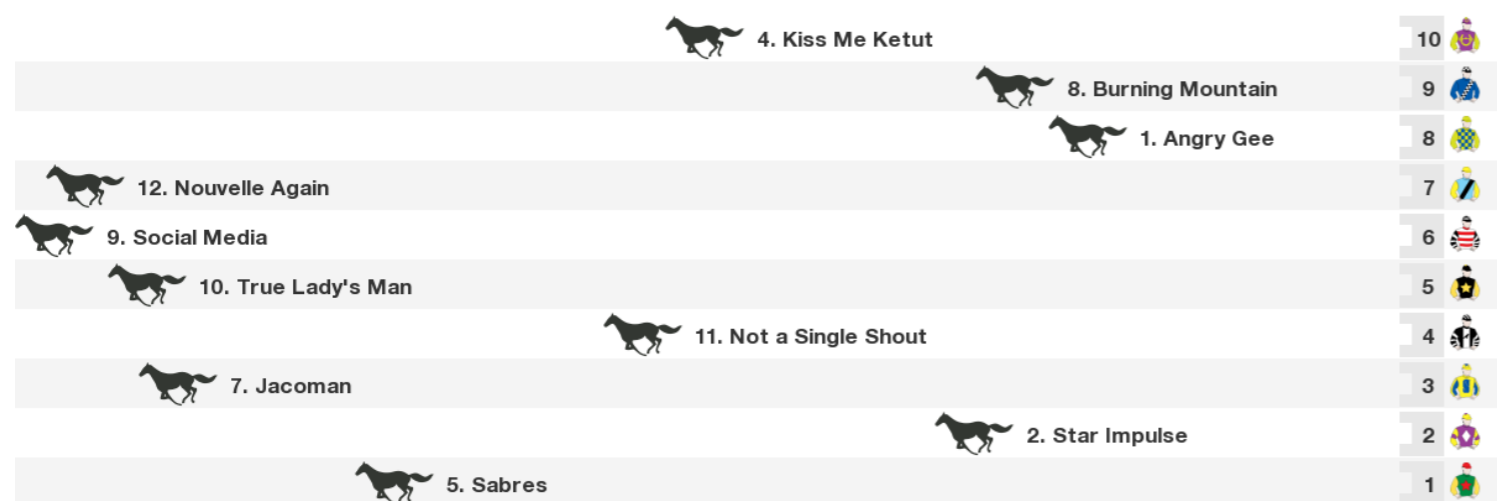 4. Kiss Me Ketut 10
8. Burning Mountain 9
1. Angry Gee 8
12. Nouvelle Again 7
9. Social Media 6
10. True Lady's Man 5
11. Not a Single Shout 4
7. Jacoman 3
2. Star Impulse 2
5. Sabres 1